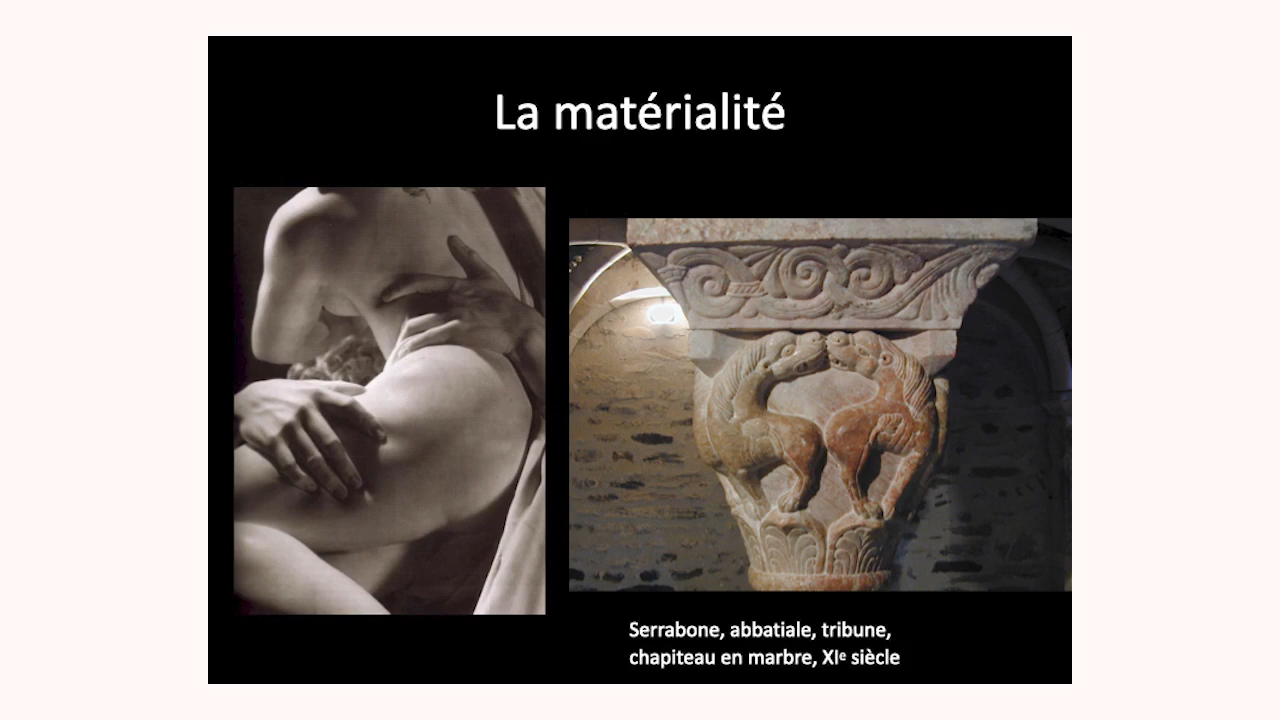 La matérialité
Serrabone, abbatiale, tribune,
chapiteau en marbre, XIᵉ siècle